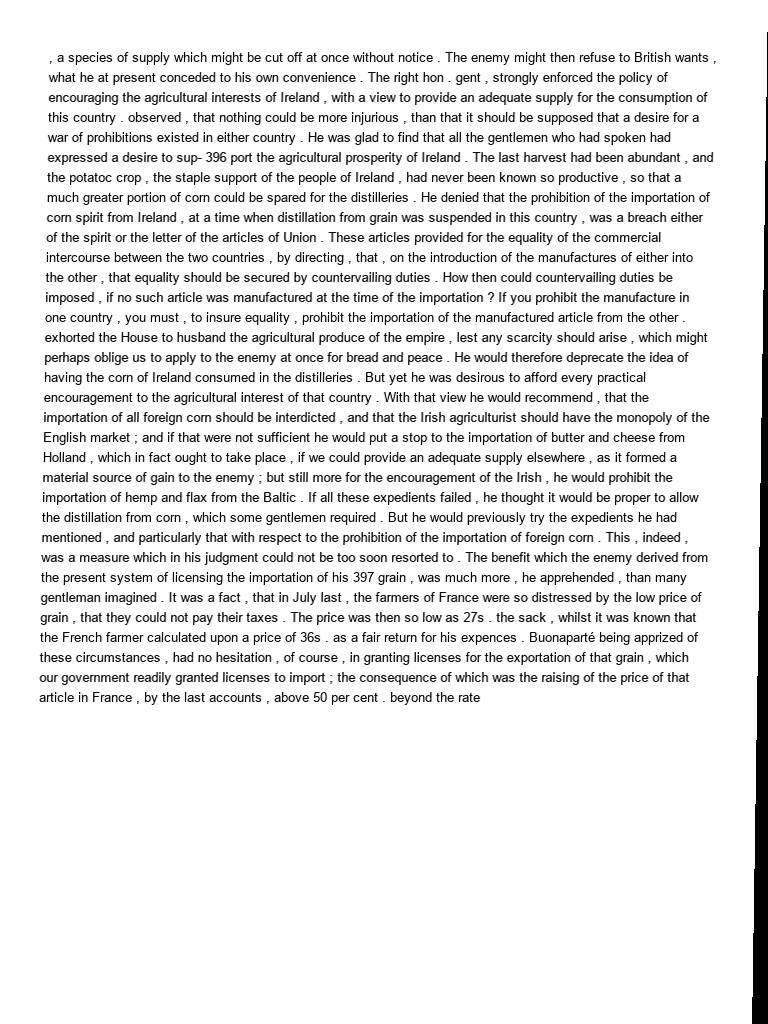 , a species of supply which might be cut off at once without notice . The enemy might then refuse to British wants ,
what he at present conceded to his own convenience . The right hon . gent , strongly enforced the policy of
encouraging the agricultural interests of Ireland , with a view to provide an adequate supply for the consumption of
this country . observed , that nothing could be more injurious , than that it should be supposed that a desire for a
war of prohibitions existed in either country . He was glad to find that all the gentlemen who had spoken had
expressed a desire to sup- 396 port the agricultural prosperity of Ireland . The last harvest had been abundant , and
the potatoc crop , the staple support of the people of Ireland , had never been known so productive , so that a
much greater portion of corn could be spared for the distilleries . He denied that the prohibition of the importation of
corn spirit from Ireland , at a time when distillation from grain was suspended in this country , was a breach either
of the spirit or the letter of the articles of Union . These articles provided for the equality of the commercial
intercourse between the two countries , by directing , that , on the introduction of the manufactures of either into
the other , that equality should be secured by countervailing duties . How then could countervailing duties be
imposed , if no such article was manufactured at the time of the importation ? If you prohibit the manufacture in
one country , you must , to insure equality , prohibit the importation of the manufactured article from the other .
exhorted the House to husband the agricultural produce of the empire , lest any scarcity should arise , which might
perhaps oblige us to apply to the enemy at once for bread and peace . He would therefore deprecate the idea of
having the corn of Ireland consumed in the distilleries . But yet he was desirous to afford every practical
encouragement to the agricultural interest of that country . With that view he would recommend , that the
importation of all foreign corn should be interdicted , and that the Irish agriculturist should have the monopoly of the
English market ; and if that were not sufficient he would put a stop to the importation of butter and cheese from
Holland , which in fact ought to take place , if we could provide an adequate supply elsewhere , as it formed a
material source of gain to the enemy ; but still more for the encouragement of the Irish , he would prohibit the
importation of hemp and flax from the Baltic . If all these expedients failed , he thought it would be proper to allow
the distillation from corn , which some gentlemen required . But he would previously try the expedients he had
mentioned , and particularly that with respect to the prohibition of the importation of foreign corn . This , indeed ,
was a measure which in his judgment could not be too soon resorted to . The benefit which the enemy derived from
the present system of licensing the importation of his 397 grain , was much more , he apprehended , than many
gentleman imagined . It was a fact , that in July last , the farmers of France were so distressed by the low price of
grain , that they could not pay their taxes . The price was then so low as 27s . the sack , whilst it was known that
the French farmer calculated upon a price of 36s . as a fair return for his expences . Buonaparté being apprized of
these circumstances , had no hesitation , of course , in granting licenses for the exportation of that grain , which
our government readily granted licenses to import ; the consequence of which was the raising of the price of that
article in France , by the last accounts , above 50 per cent . beyond the rate